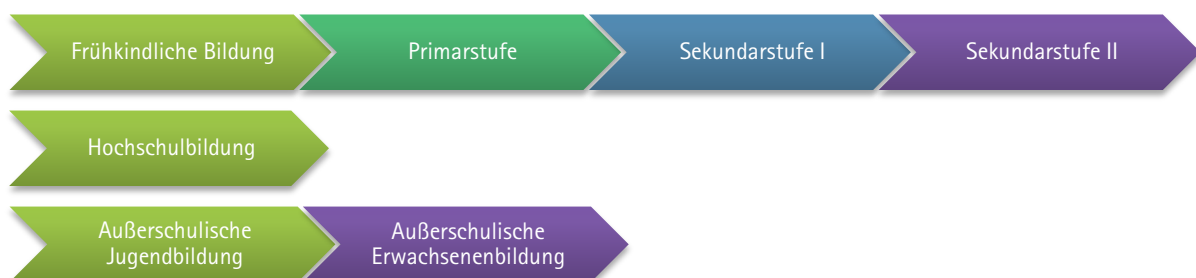 Frühkindliche Bildung
Primarstufe
Sekundarstufe I
Sekundarstufe II
Hochschulbildung
Außerschulische
Jugendbildung
Außerschulische
Erwachsenenbildung